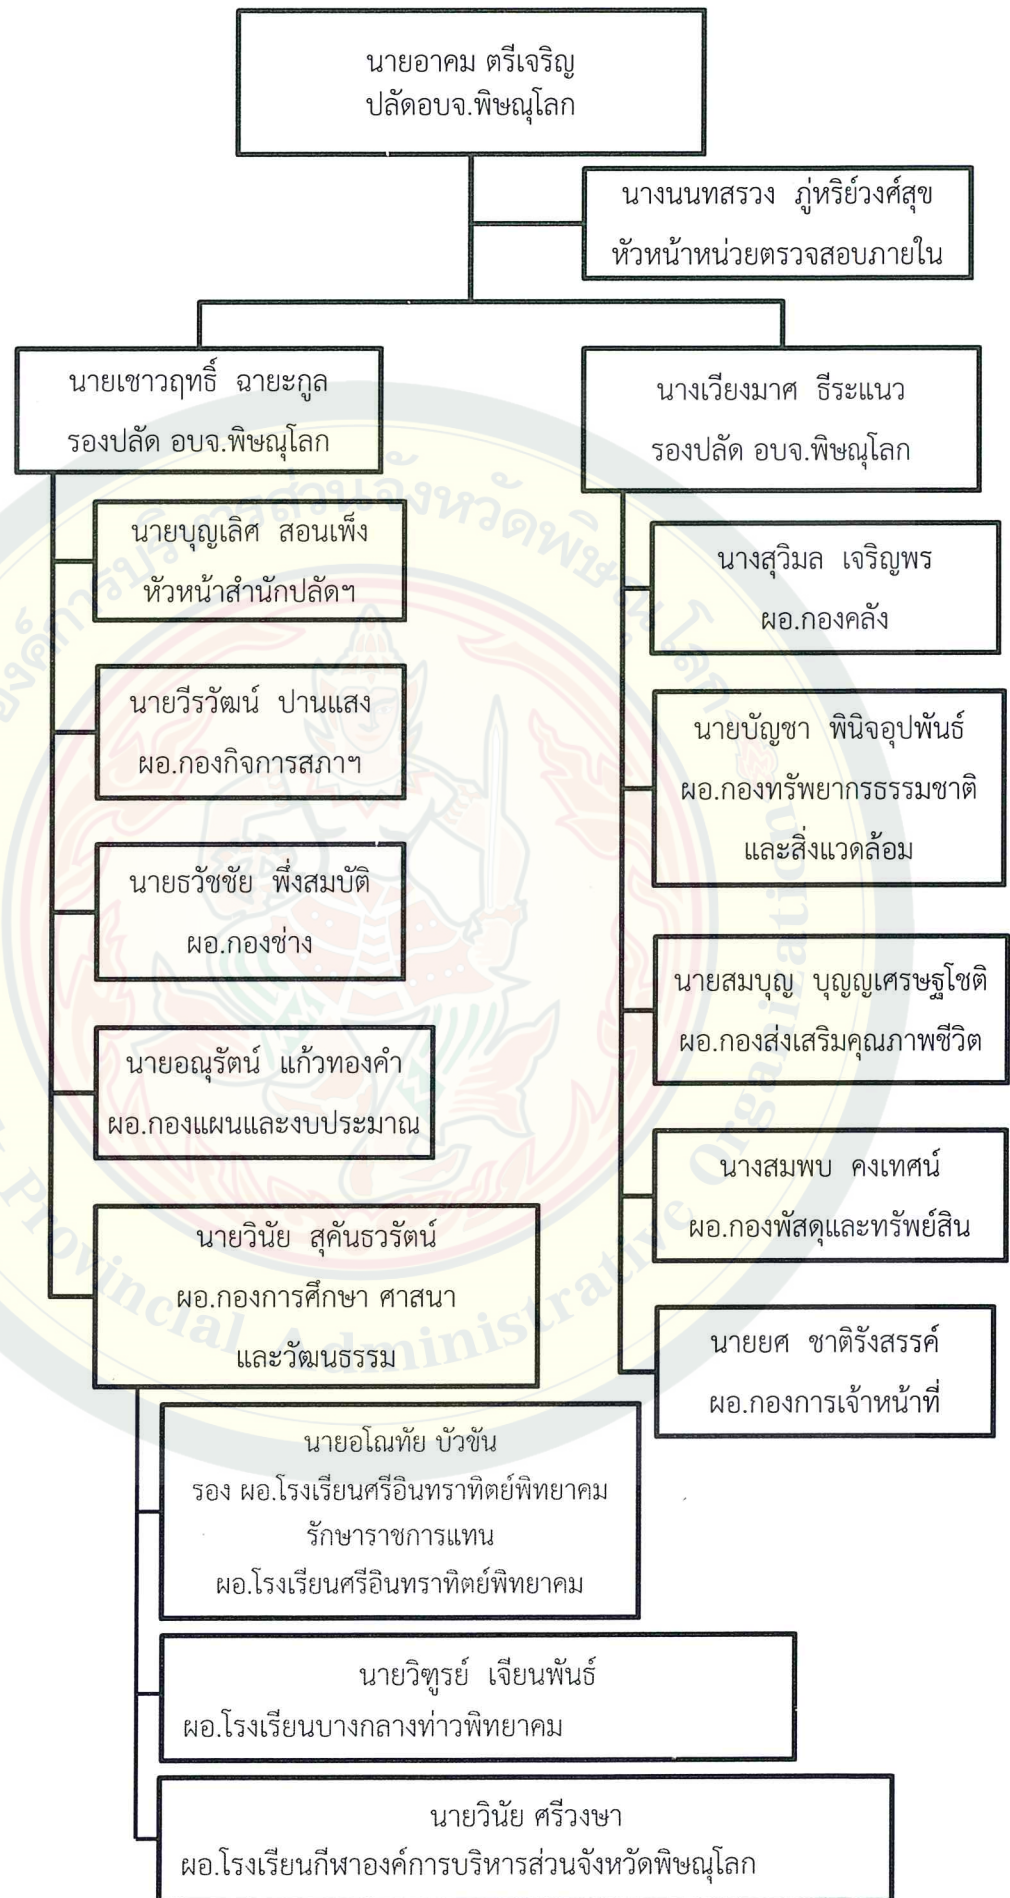 นายอาคม ตรีเจริญ
ปลัดอบจ.พิษณุโลก
นางนนทสรวง ภู่หริย์วงศ์สุข
หัวหน้าหน่วยตรวจสอบภายใน
นายเชาวฤทธิ์ ฉายะกูล
รองปลัด อบจ.พิษณุโลก
นายบุญเลิศ สอนเพ็ง
หัวหน้าสำนักปลัดฯ
นายวีรวัฒน์ ปานแสง
ผอ.กองกิจการสภาฯ
นายธวัชชัย พึ่งสมบัติ
ผอ.กองช่าง
นายอณุรัตน์ แก้วทองคำ
ผอ.กองแผนและงบประมาณ
นายวินัย สุคันธวรัตน์
ผอ.กองการศึกษา ศาสนา
และวัฒนธรรม
นายอโณทัย บัวขัน
รอง ผอ.โรงเรียนศรีอินทราทิตย์พิทยาคม
รักษาราชการแทน
ผอ.โรงเรียนศรีอินทราทิตย์พิทยาคม
นายวิฑูรย์ เจียนพันธ์
ผอ.โรงเรียนบางกลางท่าวพิทยาคม
นายวินัย ศรีวงษา
ผอ.โรงเรียนกีฬาองค์การบริหารส่วนจังหวัดพิษณุโลก
นางเวียงมาศ ธีระแนว
รองปลัด อบจ.พิษณุโลก
นางสุวิมล เจริญพร
ผอ.กองคลัง
นายบัญชา พินิจอุปพันธ์
ผอ.กองทรัพยากรธรรมชาติ
และสิ่งแวดล้อม
นายสมบุญ บุญญเศรษฐโชติ
ผอ.กองส่งเสริมคุณภาพชีวิต
นางสมพบ คงเทศน์
ผอ.กองพัสดุและทรัพย์สิน
นายยศ ชาติรังสรรค์
ผอ.กองการเจ้าหน้าที่
องค์การบริหารส่วนจังหวัดพิษณุโลก
Provincial Administrative Organization